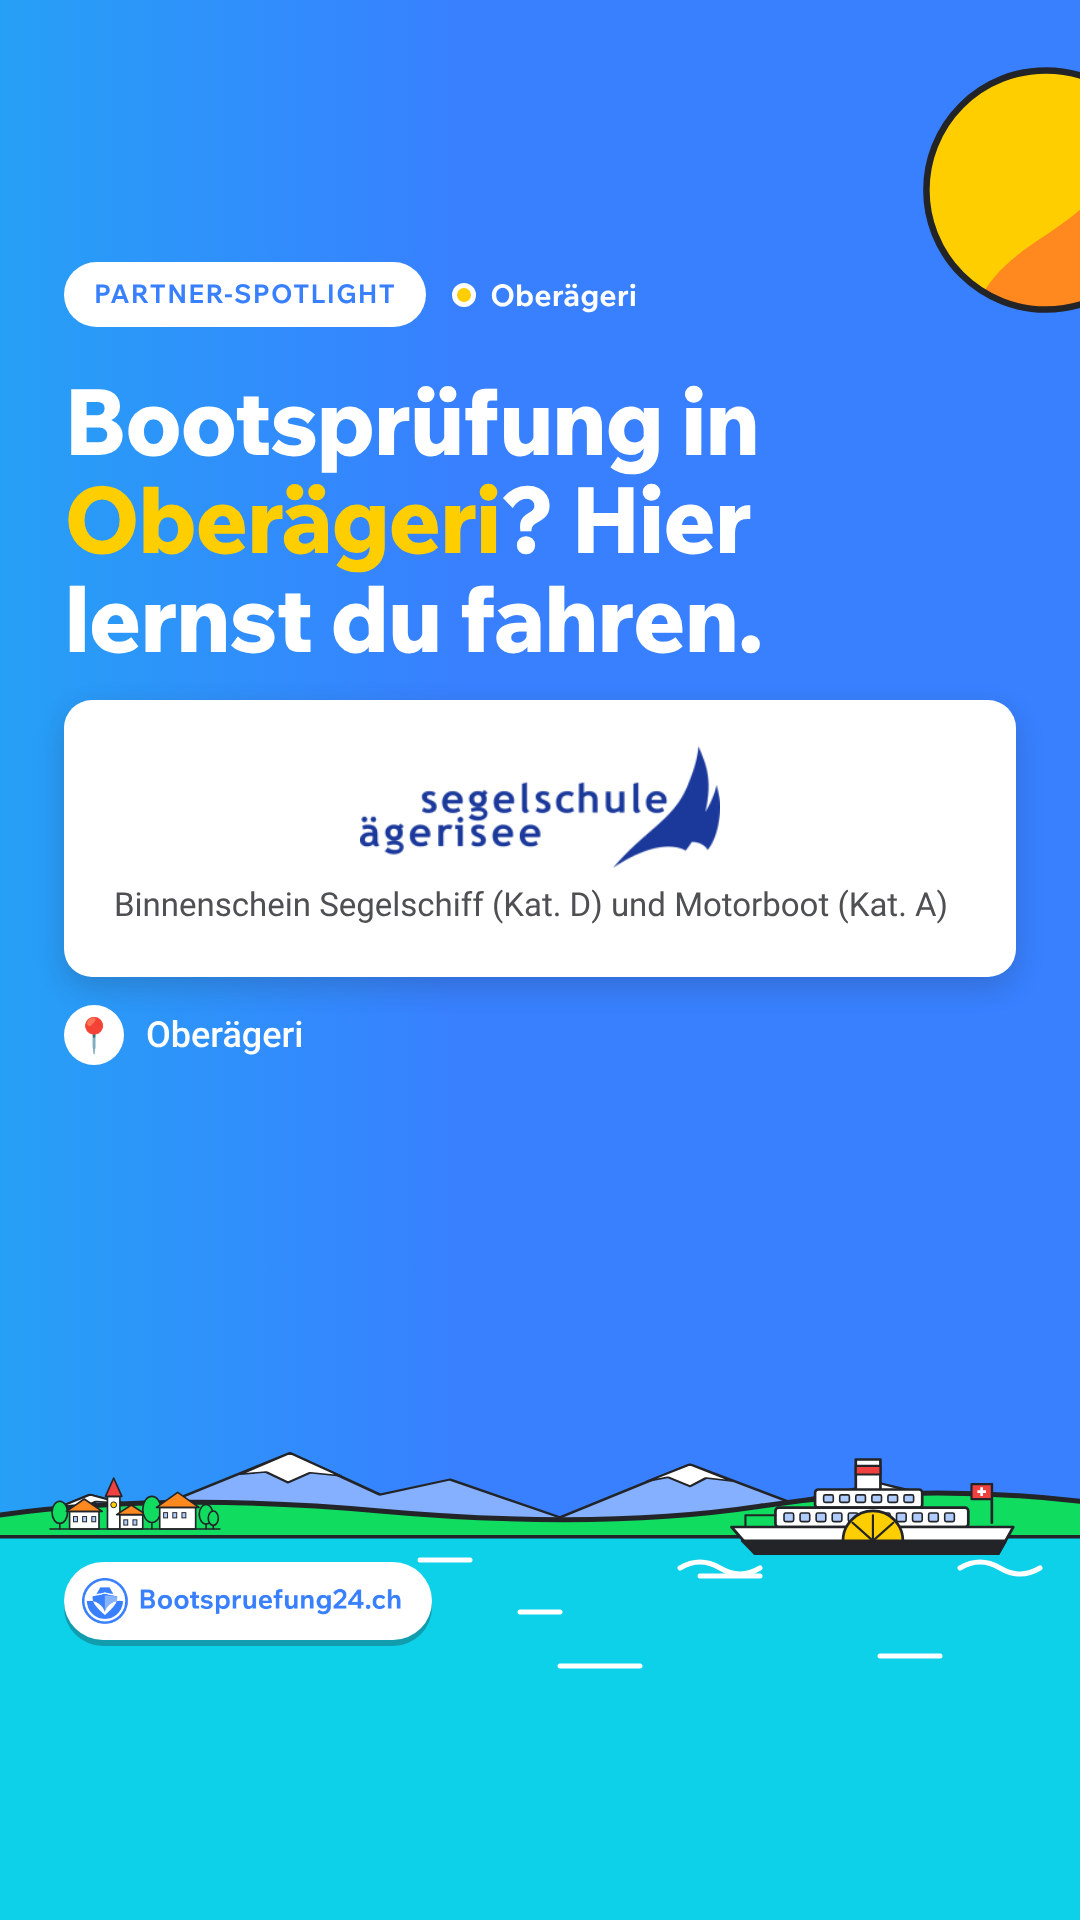 PARTNER-SPOTLIGHT
Oberägeri
Bootsprüfung in
Oberägeri? Hier
lernst du fahren.
segelschule
ägerisee
Binnenschein Segelschiff (Kat. D) und Motorboot (Kat. A)
Oberägeri
Bootspruefung24.ch